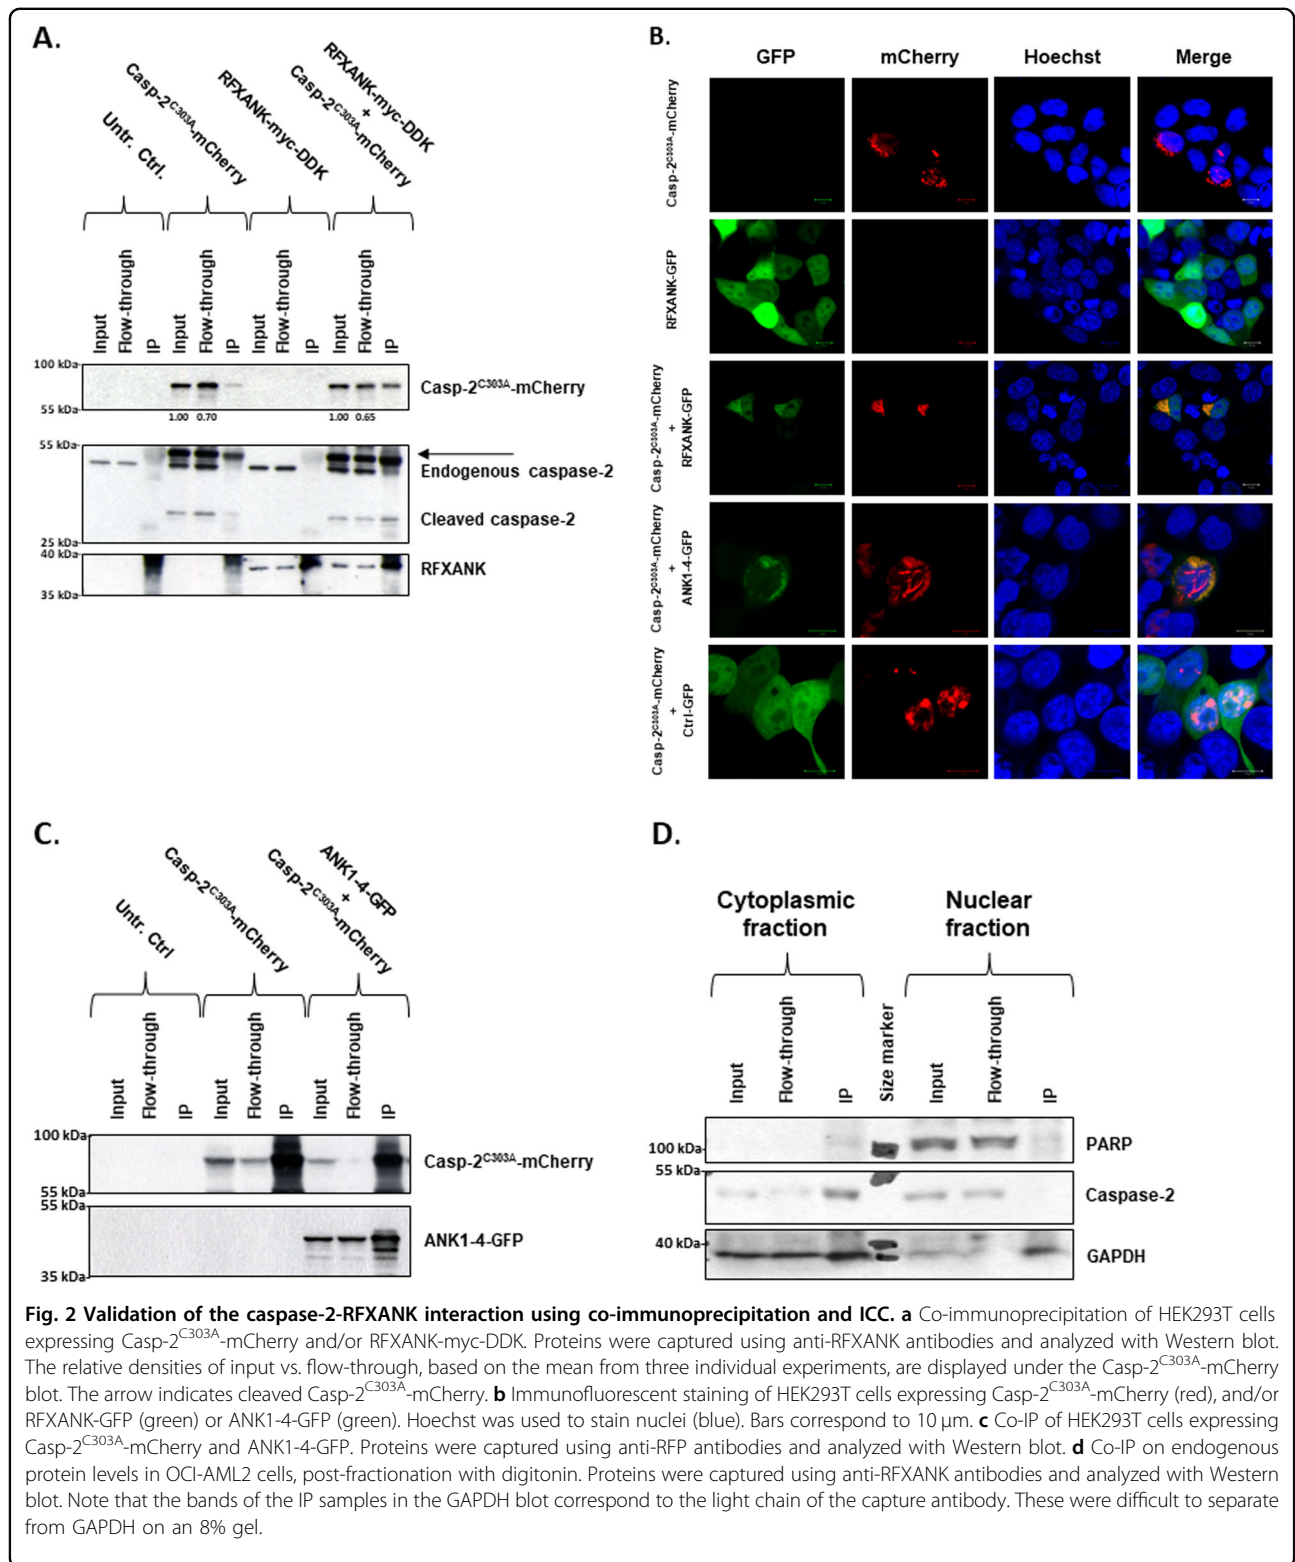 A.
Untr. Ctrl.
Casp-2C303A-mCherry
RFXANK-myc-DDK
RFXANK-myc-DDK
+
Casp-2C303A-mCherry
Input
Flow-through
IP
Input
Flow-through
IP
Input
Flow-through
IP
Input
Flow-through
IP
100 kDa-
55 kDa-
Casp-2C303A-mCherry
1.00 0.70 1.00 0.65
55 kDa-
25 kDa-
Endogenous caspase-2
Cleaved caspase-2
40 kDa-
35 kDa-
RFXANK
B.
GFP mCherry Hoechst Merge
Casp-2C303A-mCherry
RFXANK-GFP
Casp-2C303A-mCherry
+
RFXANK-GFP
Casp-2C303A-mCherry
+
ANK1-4-GFP
Casp-2C303A-mCherry
+
Ctrl-GFP
C.
Untr. Ctrl
Casp-2C303A-mCherry
ANK1-4-GFP
+
Casp-2C303A-mCherry
Input
Flow-through
IP
Input
Flow-through
IP
Input
Flow-through
IP
100 kDa-
55 kDa-
Casp-2C303A-mCherry
55 kDa-
35 kDa-
ANK1-4-GFP
D.
Cytoplasmic
fraction
Nuclear
fraction
Input
Flow-through
IP
Size marker
Input
Flow-through
IP
100 kDa-
PARP
55 kDa-
Caspase-2
40 kDa-
GAPDH
Fig. 2 Validation of the caspase-2-RFXANK interaction using co-immunoprecipitation and ICC. a Co-immunoprecipitation of HEK293T cells
expressing Casp-2C303A-mCherry and/or RFXANK-myc-DDK. Proteins were captured using anti-RFXANK antibodies and analyzed with Western blot.
The relative densities of input vs. flow-through, based on the mean from three individual experiments, are displayed under the Casp-2C303A-mCherry
blot. The arrow indicates cleaved Casp-2C303A-mCherry. b Immunofluorescent staining of HEK293T cells expressing Casp-2C303A-mCherry (red), and/or
RFXANK-GFP (green) or ANK1-4-GFP (green). Hoechst was used to stain nuclei (blue). Bars correspond to 10 μm. c Co-IP of HEK293T cells expressing
Casp-2C303A-mCherry and ANK1-4-GFP. Proteins were captured using anti-RFP antibodies and analyzed with Western blot. d Co-IP on endogenous
protein levels in OCI-AML2 cells, post-fractionation with digitonin. Proteins were captured using anti-RFXANK antibodies and analyzed with Western
blot. Note that the bands of the IP samples in the GAPDH blot correspond to the light chain of the capture antibody. These were difficult to separate
from GAPDH on an 8% gel.